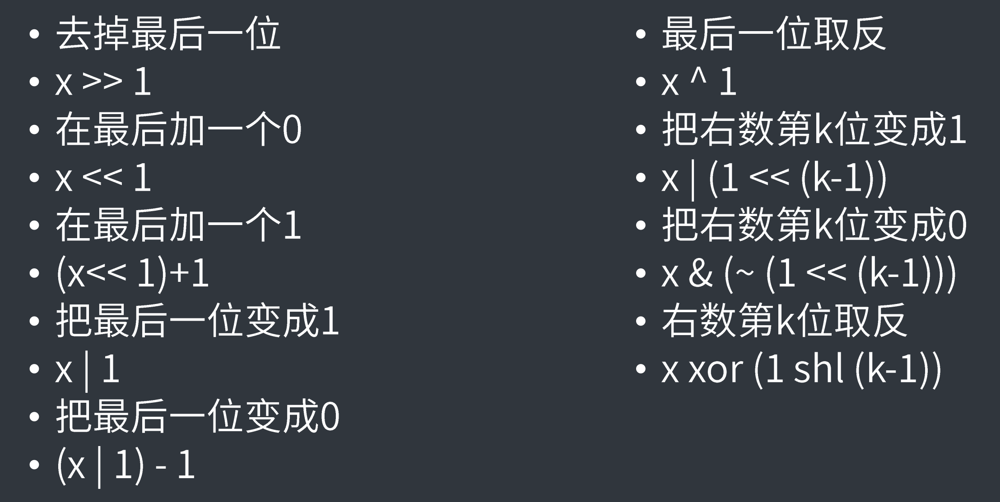 • 去掉最后一位
• x >> 1
• 在最后加一个0
• x << 1
• 在最后加一个1
• (x<< 1)+1
• 把最后一位变成1
• x | 1
• 把最后一位变成0
• (x | 1) - 1
• 最后一位取反
• x ^ 1
• 把右数第k位变成1
• x | (1 << (k-1))
• 把右数第k位变成0
• x & (~ (1 << (k-1)))
• 右数第k位取反
• x xor (1 shl (k-1))